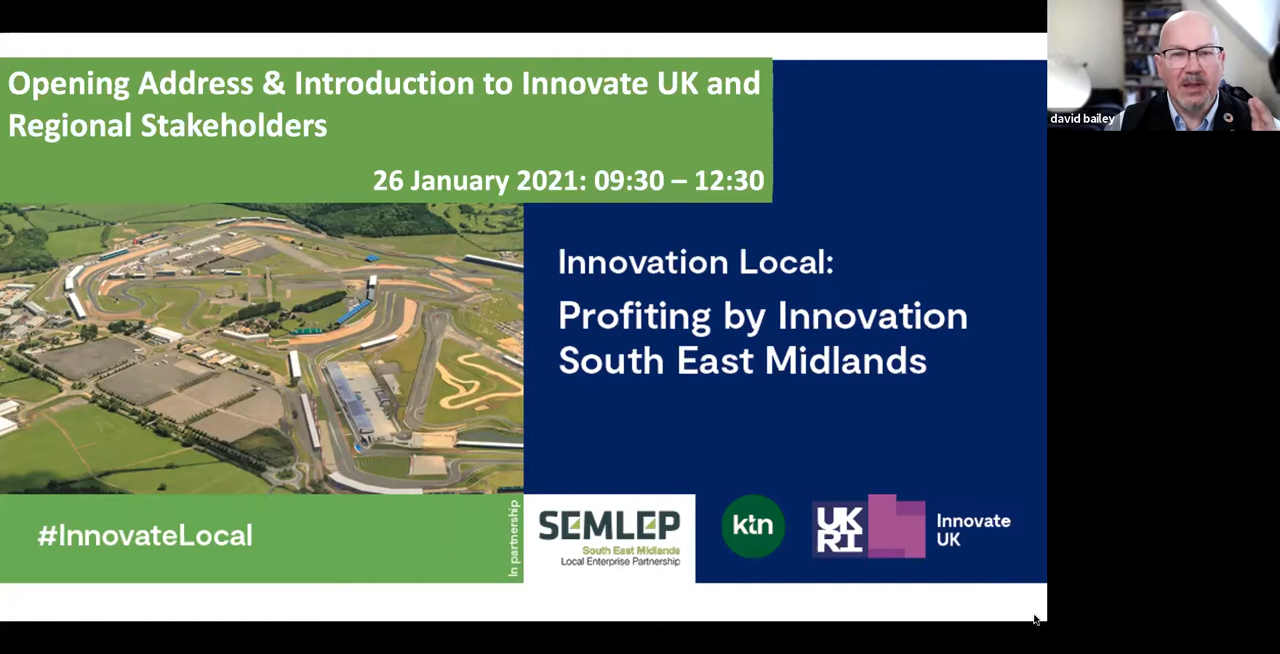 Opening Address & Introduction to Innovate UK and
Regional Stakeholders
26 January 2021: 09:30 – 12:30
david bailey
Innovation Local:
Profiting by Innovation
South East Midlands
#InnovateLocal
In partnership
SEMLEP
South East Midlands
Local Enterprise Partnership
ktn
UK
RI
Innovate
UK